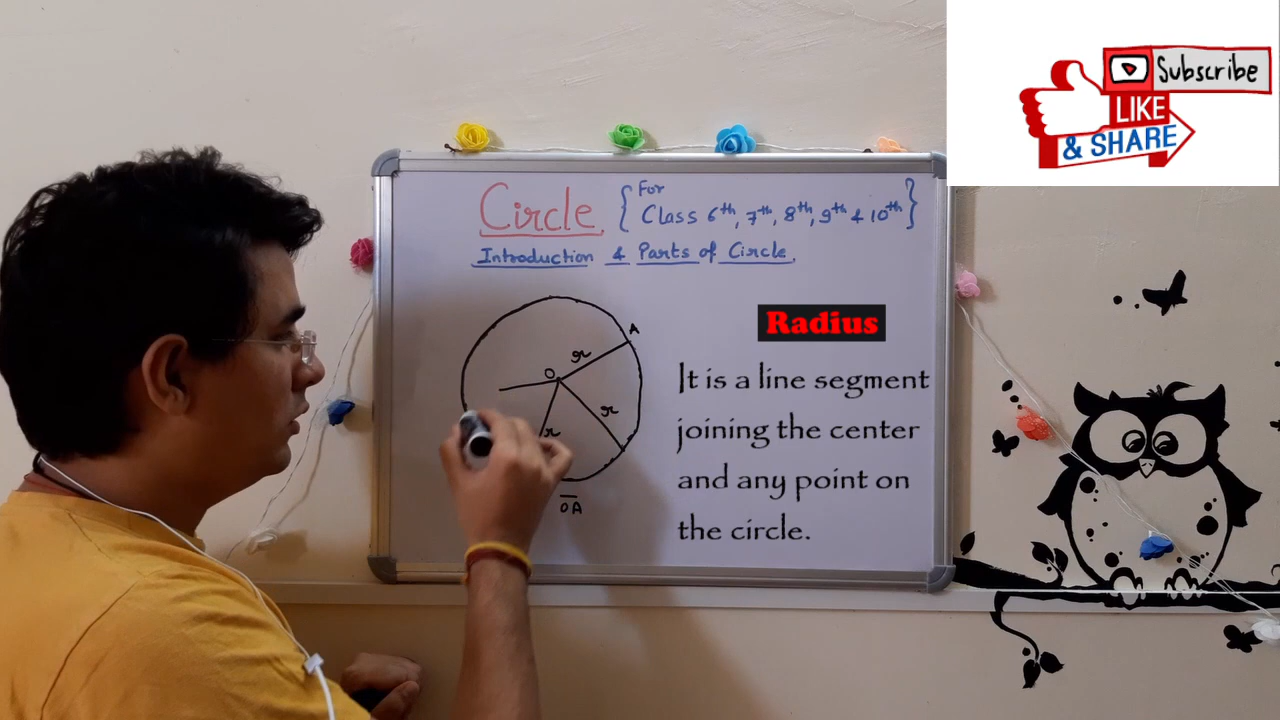 Subscribe
LIKE
& SHARE
Circle { For
Class 6th, 7th, 8th, 9th & 10th }
Introduction & Parts of Circle.
Radius
It is a line segment
joining the center
and any point on
the circle.
A
r
O
r
r
OA